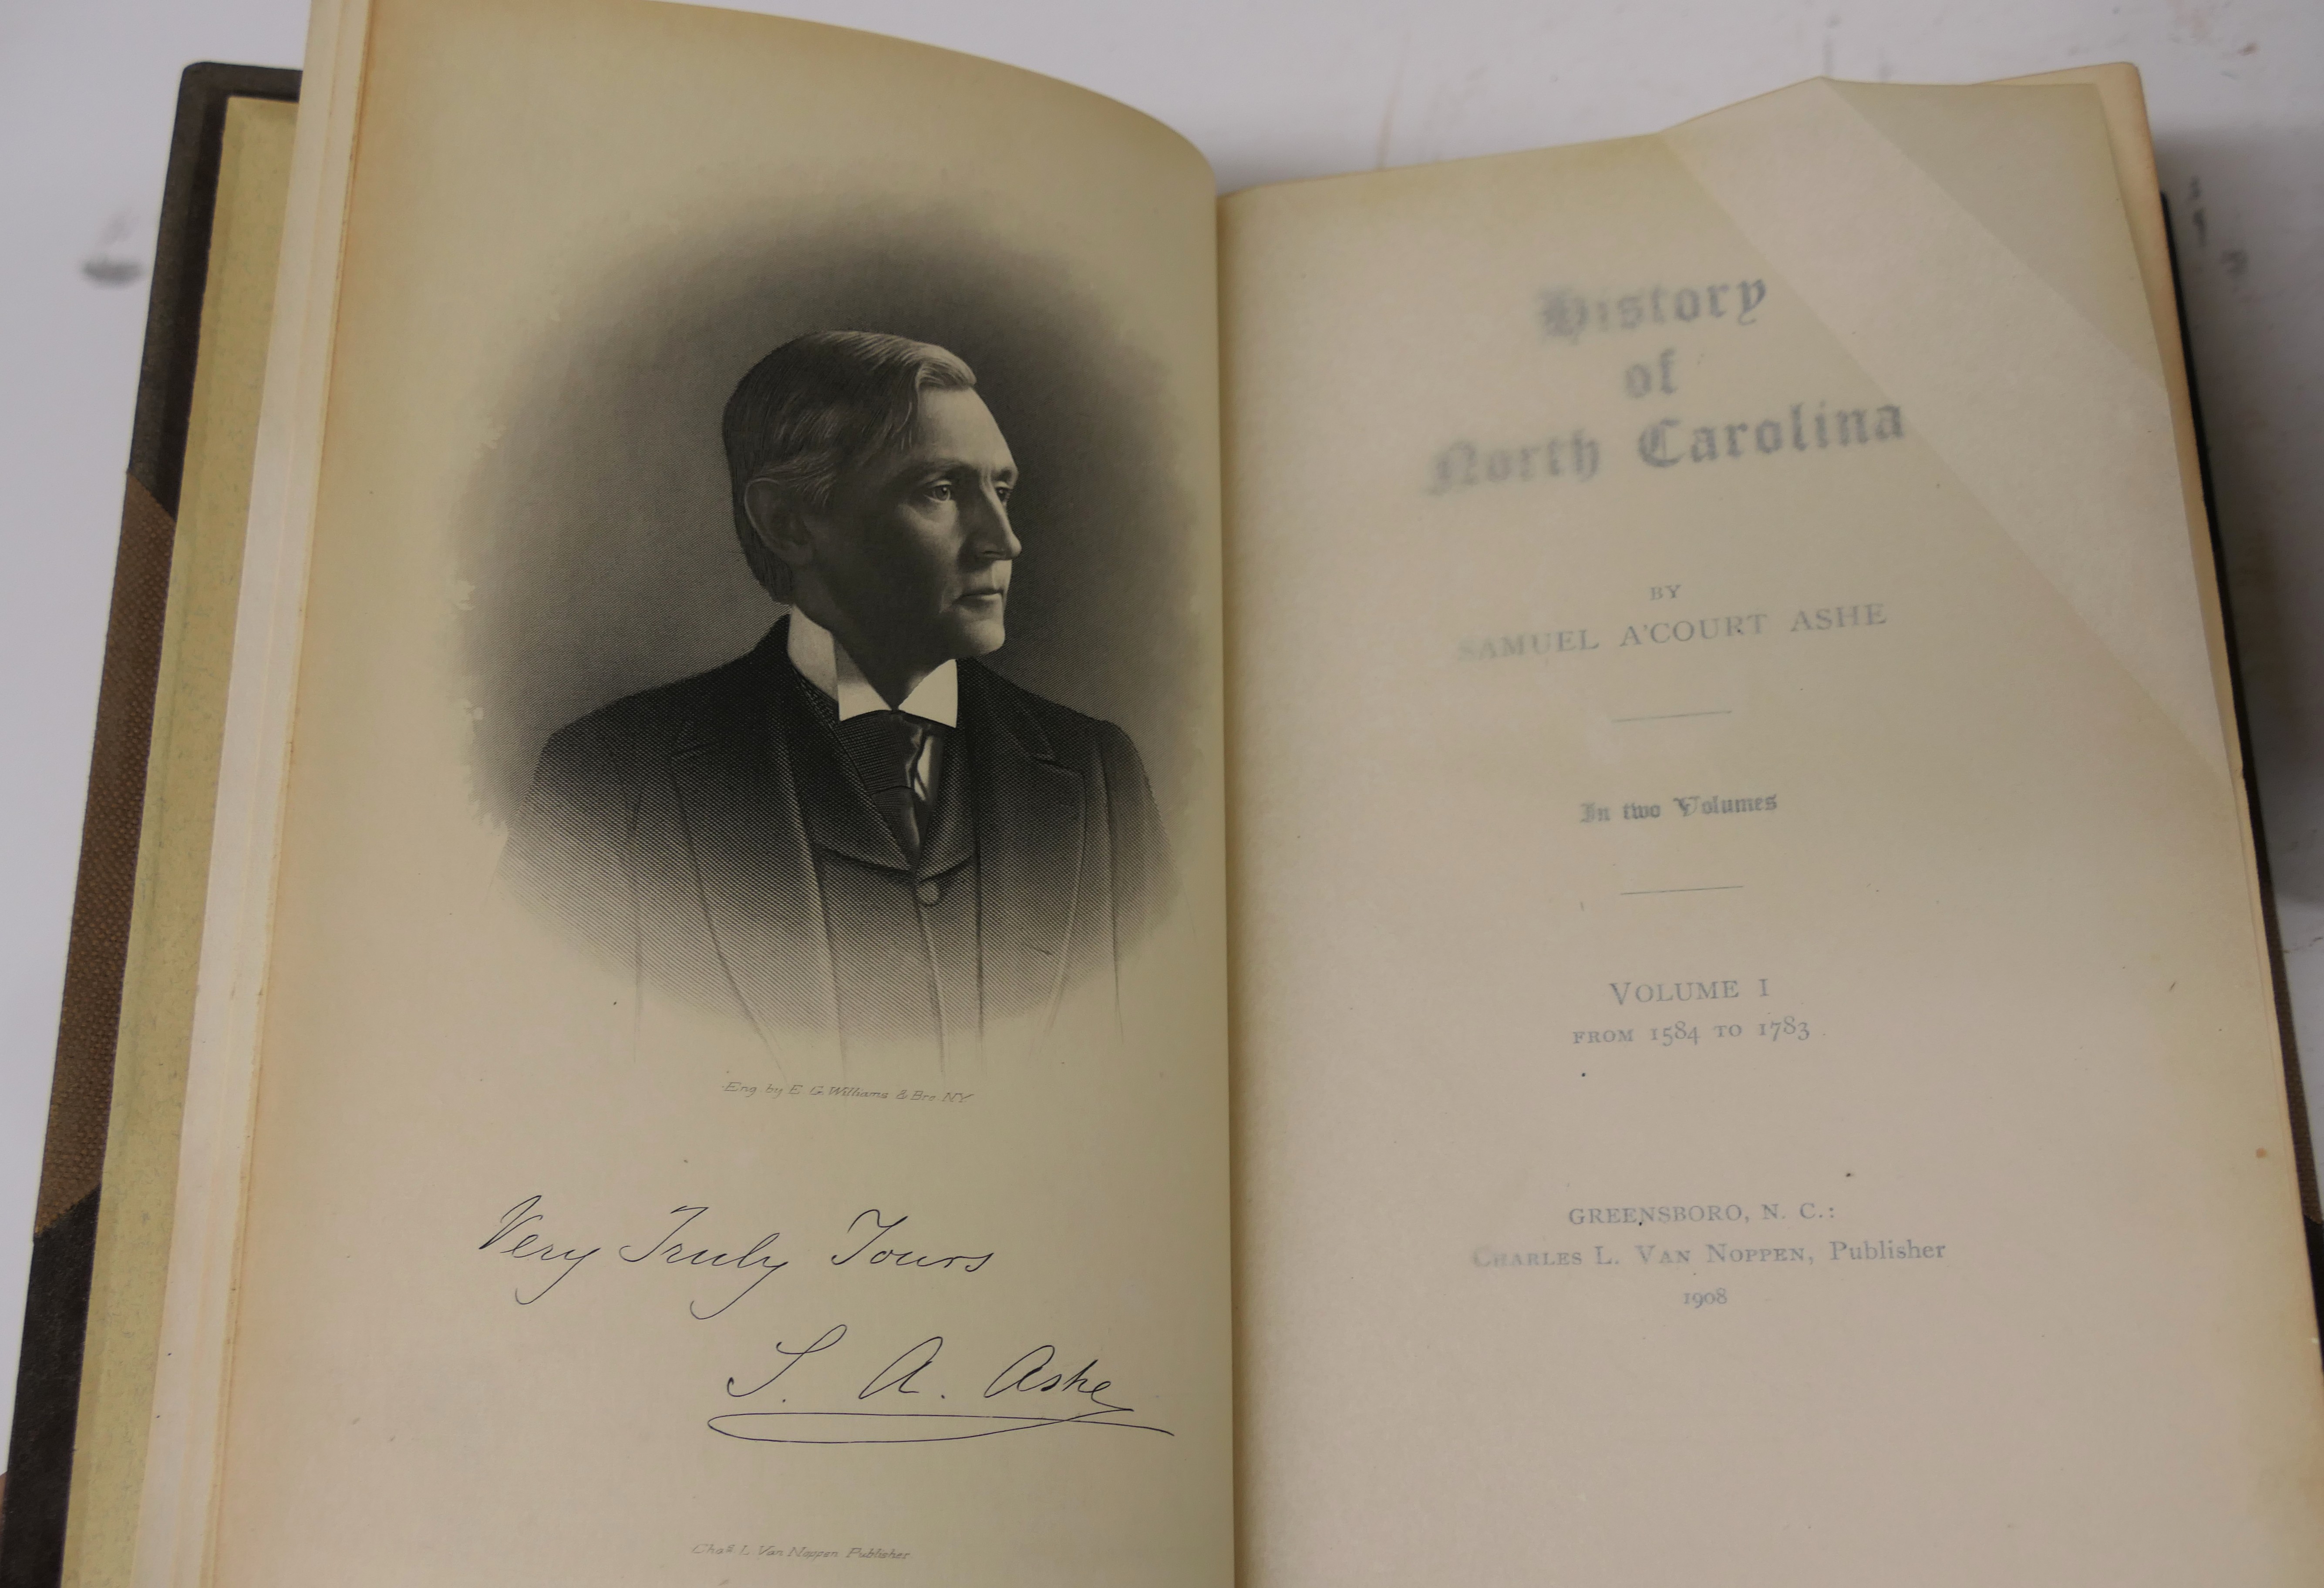 Eng. by E. G. Williams & Bro. NY
Very Truly Yours
S. A. Ashe
Chas. L. Van Noppen Publisher
History
of
North Carolina
BY
SAMUEL A'COURT ASHE
In two Volumes
VOLUME I
FROM 1584 TO 1783
GREENSBORO, N. C.:
CHARLES L. VAN NOPPEN, Publisher
1908